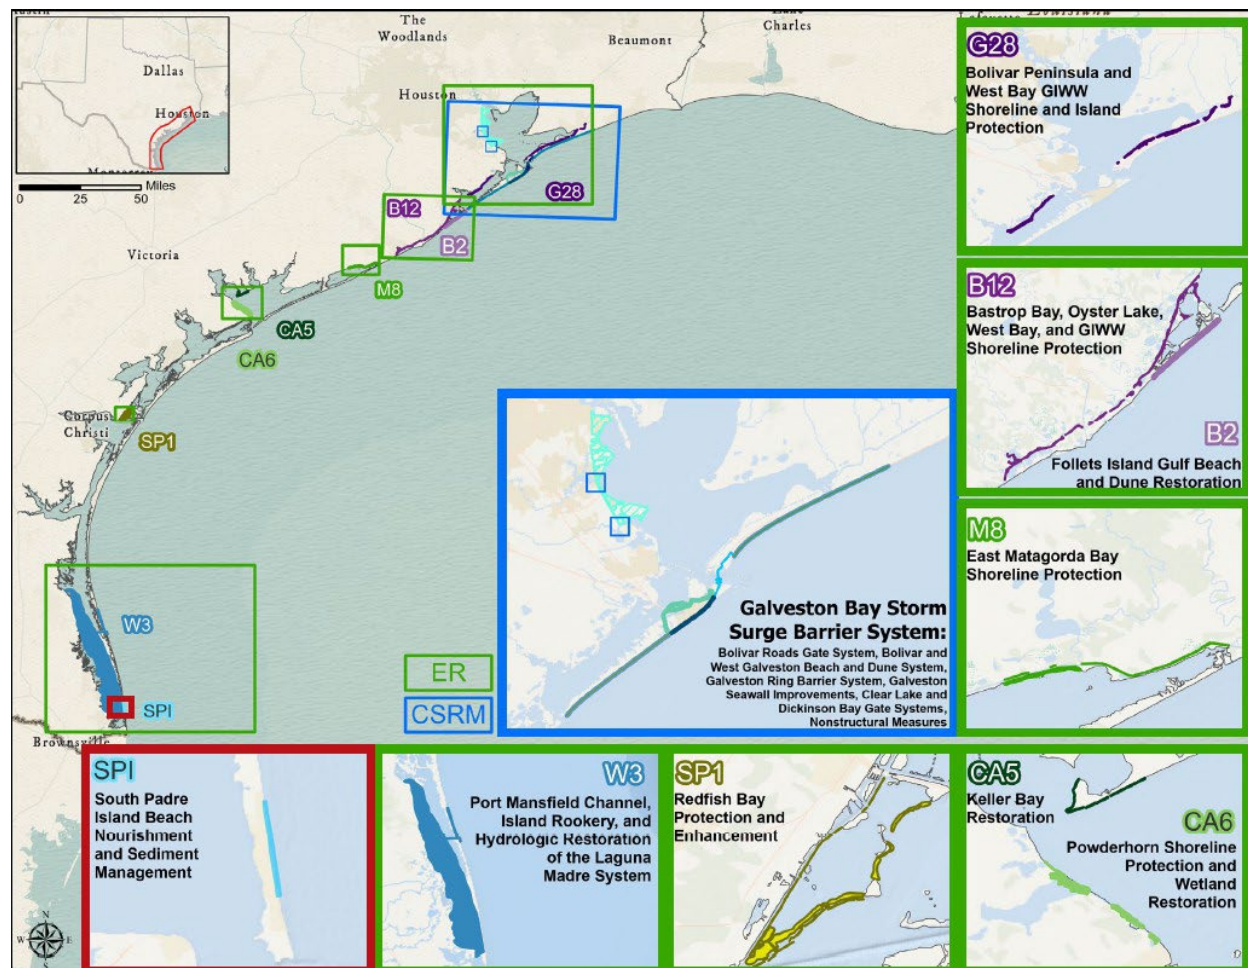 The
Woodlands
Lake
Charles
Beaumont
Houston
Dallas
Houston
Miles
0 25 50
Victoria
Corpus
Christi
Brownsville
G28
B12
B2
M8
CA5
CA6
SP1
W3
SPI
ER
CSRM
Galveston Bay Storm
Surge Barrier System:
Bolivar Roads Gate System, Bolivar and
West Galveston Beach and Dune System,
Galveston Ring Barrier System, Galveston
Seawall Improvements, Clear Lake and
Dickinson Bay Gate Systems,
Nonstructural Measures
G28
Bolivar Peninsula and
West Bay GIWW
Shoreline and Island
Protection
B12
Bastrop Bay, Oyster Lake,
West Bay, and GIWW
Shoreline Protection
B2
Follets Island Gulf Beach
and Dune Restoration
M8
East Matagorda Bay
Shoreline Protection
SPI
South Padre
Island Beach
Nourishment
and Sediment
Management
W3
Port Mansfield Channel,
Island Rookery, and
Hydrologic Restoration
of the Laguna
Madre System
SP1
Redfish Bay
Protection and
Enhancement
CA5
Keller Bay
Restoration
CA6
Powderhorn Shoreline
Protection and
Wetland
Restoration
N
W E
S